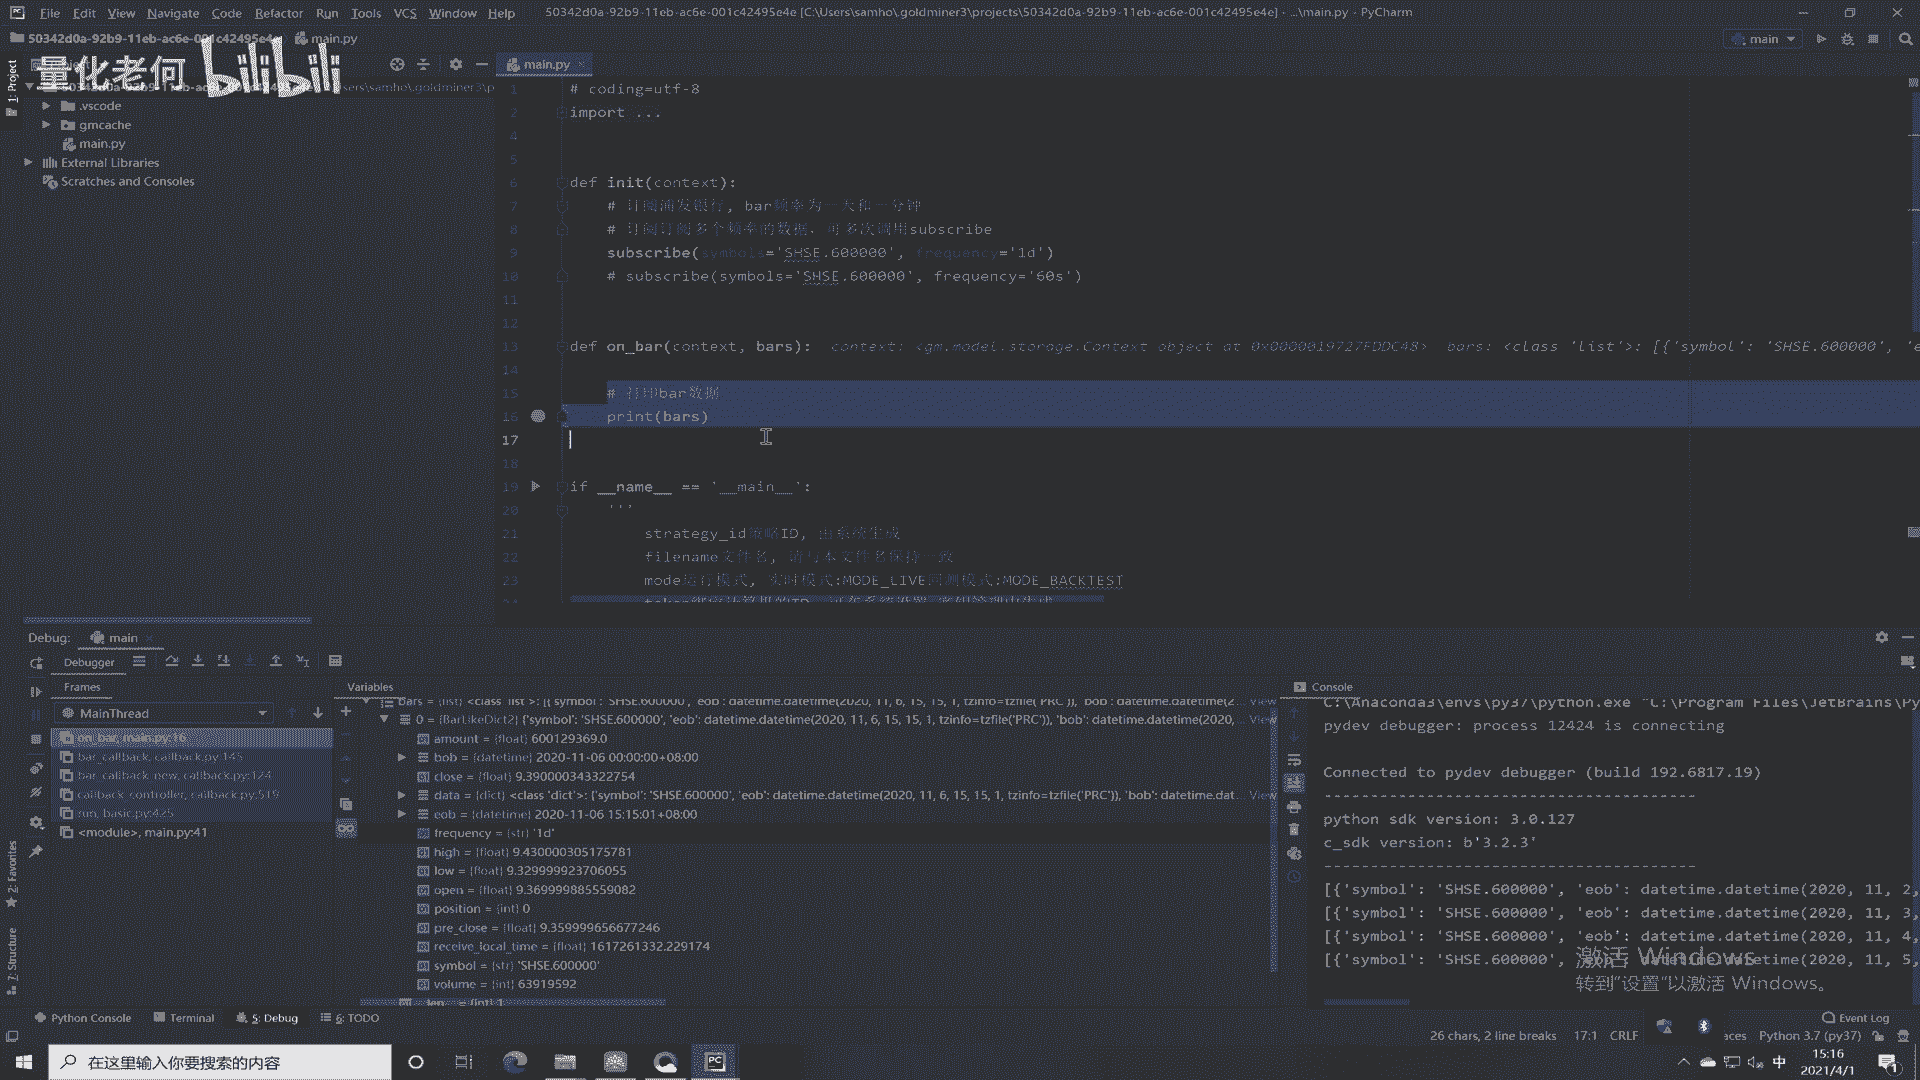 File Edit View Navigate Code Refactor Run Tools VCS Window Help
50342d0a-92b9-11eb-ac6e-001c42495e4e [C:\Users\samho\.goldminer3\projects\50342d0a-92b9-11eb-ac6e-001c42495e4e] - ...\main.py - PyCharm
50342d0a-92b9-11eb-ac6e-001c42495e4e main.py
main
量化老何 bilibili
1: Project
main.py
.vscode
gmcache
main.py
External Libraries
Scratches and Consoles
1 # coding=utf-8
2 import ...
4
5
6 def init(context):
7 # 订阅浦发银行, bar频率为一天和一分钟
8 # 订阅订阅多个频率的数据, 可多次调用subscribe
9 subscribe(symbols='SHSE.600000', frequency='1d')
10 # subscribe(symbols='SHSE.600000', frequency='60s')
11
12
13 def on_bar(context, bars): context: <gm.model.storage.Context object at 0x0000019727FDDC48> bars: <class 'list'>: [{'symbol': 'SHSE.600000', 'e
14
15 # 打印bar数据
16 print(bars)
17
18
19 if __name__ == '__main__':
20 '''
21 strategy_id策略ID, 由系统生成
22 filename文件名, 请与本文件名保持一致
23 mode运行模式, 实时模式:MODE_LIVE回测模式:MODE_BACKTEST
Debug: main
Debugger
Frames
Variables
Console
MainThread
on_bar, main.py:16
bar_callback, callback.py:145
bar_callback_new, callback.py:124
callback_controller, callback.py:519
run, basic.py:425
<module>, main.py:41
bars = {list} <class 'list'>: [{'symbol': 'SHSE.600000', 'eob': datetime.datetime(2020, 11, 6, 15, 15, 1, tzinfo=tzfile('PRC')), 'bob': datetime.datetime(2... View
0 = {BarLikeDict2} {'symbol': 'SHSE.600000', 'eob': datetime.datetime(2020, 11, 6, 15, 15, 1, tzinfo=tzfile('PRC')), 'bob': datetime.datetime(2020,... View
amount = {float} 600129369.0
bob = {datetime} 2020-11-06 00:00:00+08:00
close = {float} 9.390000343322754
data = {dict} <class 'dict'>: {'symbol': 'SHSE.600000', 'eob': datetime.datetime(2020, 11, 6, 15, 15, 1, tzinfo=tzfile('PRC')), 'bob': datetime.dat... View
eob = {datetime} 2020-11-06 15:15:01+08:00
frequency = {str} '1d'
high = {float} 9.430000305175781
low = {float} 9.329999923706055
open = {float} 9.369999885559082
position = {int} 0
pre_close = {float} 9.359999656677246
receive_local_time = {float} 1617261332.229174
symbol = {str} 'SHSE.600000'
volume = {int} 63919592
__len__ = {int} 1
C:\Anaconda3\envs\py37\python.exe "C:\Program Files\JetBrains\Py
pydev debugger: process 12424 is connecting
Connected to pydev debugger (build 192.6817.19)
----------------------------------------
python sdk version: 3.0.127
c_sdk version: b'3.2.3'
----------------------------------------
[{'symbol': 'SHSE.600000', 'eob': datetime.datetime(2020, 11, 2,
[{'symbol': 'SHSE.600000', 'eob': datetime.datetime(2020, 11, 3,
[{'symbol': 'SHSE.600000', 'eob': datetime.datetime(2020, 11, 4,
[{'symbol': 'SHSE.600000', 'eob': datetime.datetime(2020, 11, 5,
激活 Windows
转到"设置"以激活 Windows。
2: Favorites
7: Structure
Python Console Terminal 5: Debug 6: TODO
Event Log
26 chars, 2 line breaks 17:1 CRLF aces Python 3.7 (py37)
在这里输入你要搜索的内容
中
15:16
2021/4/1